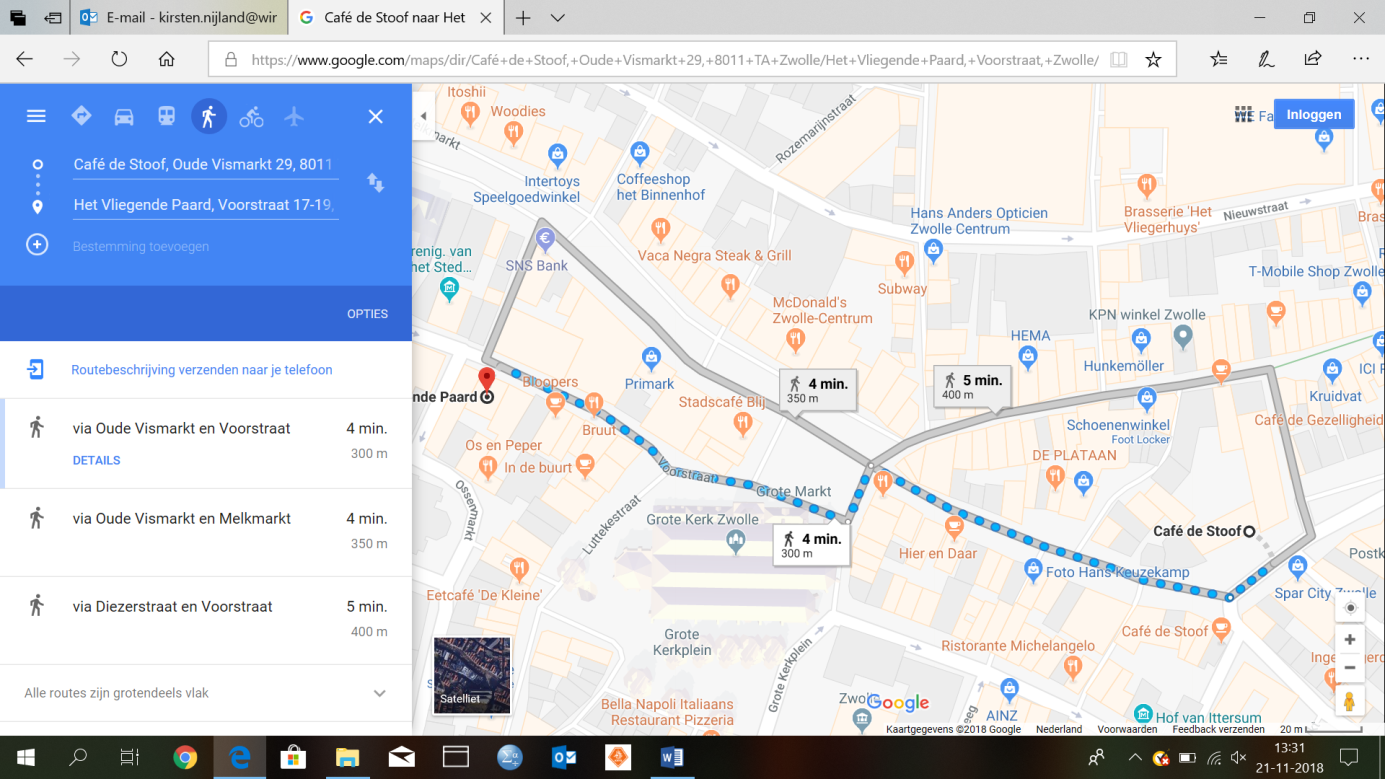 E-mail - kirsten.nijland@wir
Café de Stoof naar Het
https://www.google.com/maps/dir/Café+de+Stoof,+Oude+Vismarkt+29,+8011+TA+Zwolle/Het+Vliegende+Paard,+Voorstraat,+Zwolle/
Café de Stoof, Oude Vismarkt 29, 8011
Het Vliegende Paard, Voorstraat 17-19,
Bestemming toevoegen
OPTIES
Routebeschrijving verzenden naar je telefoon
via Oude Vismarkt en Voorstraat 4 min.
300 m
DETAILS
via Oude Vismarkt en Melkmarkt 4 min.
350 m
via Diezerstraat en Voorstraat 5 min.
400 m
Alle routes zijn grotendeels vlak
Inloggen
Itoshii
Woodies
Rozemarijnstraat
Intertoys
Speelgoedwinkel
Coffeeshop
het Binnenhof
Hans Anders Opticien
Zwolle Centrum
Brasserie 'Het
Vliegerhuys'
Nieuwstraat
Bras
renig. van
het Sted...
SNS Bank
Vaca Negra Steak & Grill
Subway
T-Mobile Shop Zwolle
McDonald's
Zwolle-Centrum
KPN winkel Zwolle
HEMA
Hunkemöller
ICI P
Kruidvat
Primark
Bloopers
Stadscafé Blij
4 min.
350 m
5 min.
400 m
nde Paard
Bruut
Schoenenwinkel
Foot Locker
Café de Gezelligheid
Os en Peper
In de buurt
Voorstraat
DE PLATAAN
Grote Markt
Ossenmarkt
Luttekestraat
Grote Kerk Zwolle
4 min.
300 m
Café de Stoof
Hier en Daar
Foto Hans Keuzekamp
Postk
Spar City Zwolle
Eetcafé 'De Kleine'
Grote
Kerkplein
Grote Kerkplein
Café de Stoof
Ristorante Michelangelo
Satelliet
Bella Napoli Italiaans
Restaurant Pizzeria
Google
AINZ
Hof van Ittersum
Kaartgegevens ©2018 Google Nederland Voorwaarden Feedback verzenden 20 m
13:31
21-11-2018